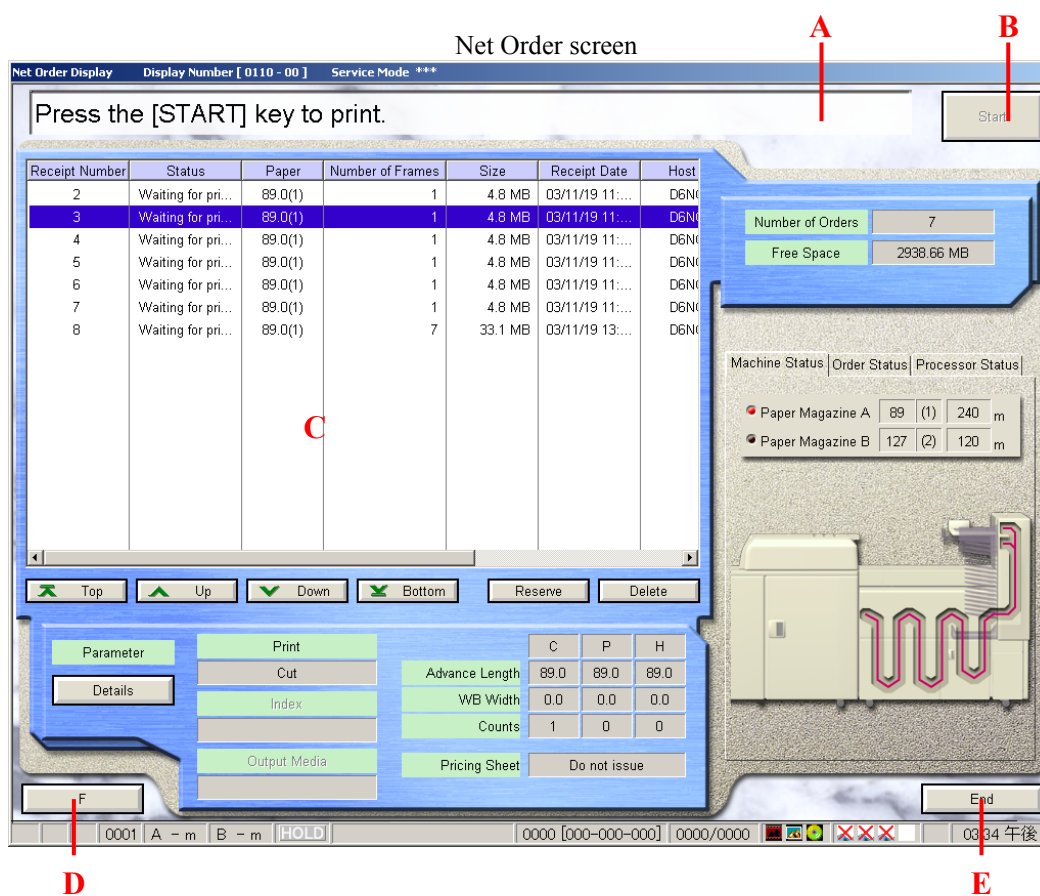 A B
Net Order screen
Net Order Display Display Number [ 0110 - 00 ] Service Mode ***
Press the [START] key to print. Start
Receipt Number Status Paper Number of Frames Size Receipt Date Host
2 Waiting for pri... 89.0(1) 1 4.8 MB 03/11/19 11:... D6N
3 Waiting for pri... 89.0(1) 1 4.8 MB 03/11/19 11:... D6N
4 Waiting for pri... 89.0(1) 1 4.8 MB 03/11/19 11:... D6N
5 Waiting for pri... 89.0(1) 1 4.8 MB 03/11/19 11:... D6N
6 Waiting for pri... 89.0(1) 1 4.8 MB 03/11/19 11:... D6N
7 Waiting for pri... 89.0(1) 1 4.8 MB 03/11/19 11:... D6N
8 Waiting for pri... 89.0(1) 7 33.1 MB 03/11/19 13:... D6N
C
Number of Orders 7
Free Space 2938.66 MB
Machine Status Order Status Processor Status
Paper Magazine A 89 (1) 240 m
Paper Magazine B 127 (2) 120 m
Top Up Down Bottom Reserve Delete
Parameter
Details
Print
Cut
Index
Output Media
C P H
Advance Length 89.0 89.0 89.0
WB Width 0.0 0.0 0.0
Counts 1 0 0
Pricing Sheet Do not issue
F End
0001 A - m B - m HOLD 0000 [000-000-000] 0000/0000 03:34 午後
D E